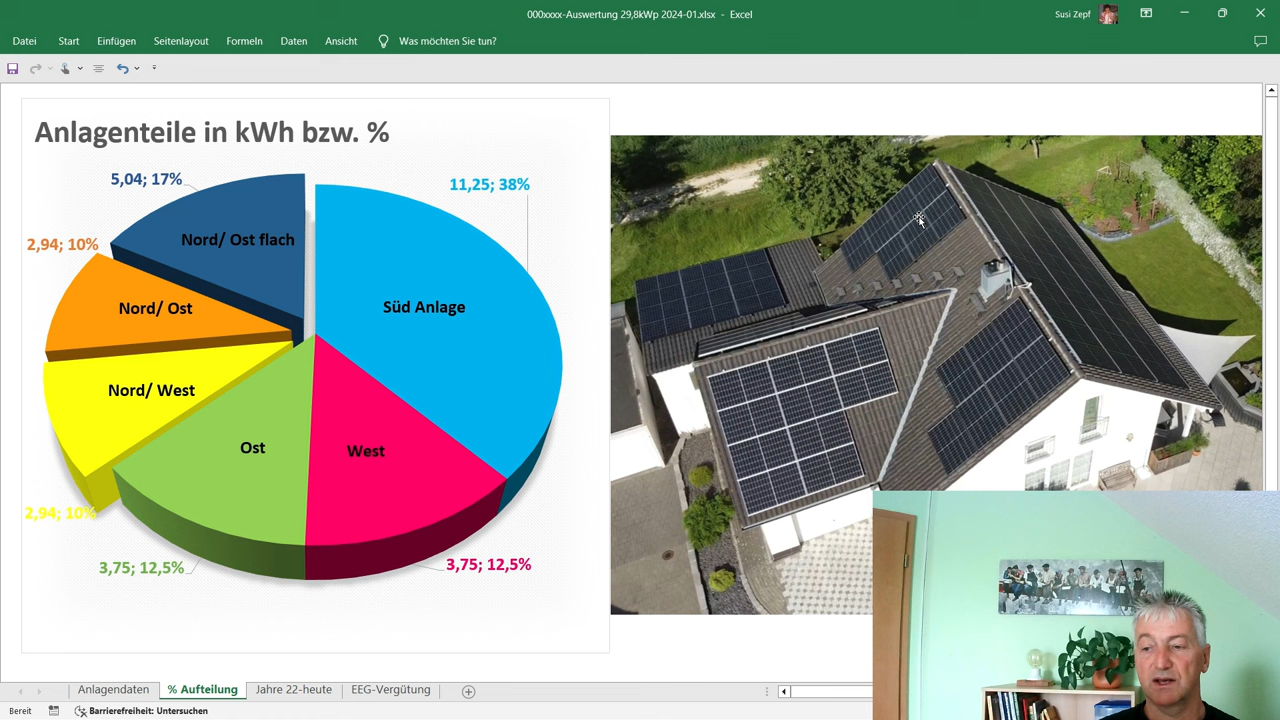 000xxxx-Auswertung 29,8kWp 2024-01.xlsx - Excel
Susi Zepf
Datei Start Einfügen Seitenlayout Formeln Daten Ansicht Was möchten Sie tun?
Anlagenteile in kWh bzw. %
5,04; 17%
11,25; 38%
Nord/ Ost flach
2,94; 10%
Nord/ Ost
Süd Anlage
Nord/ West
Ost
West
2,94; 10%
3,75; 12,5%
3,75; 12,5%
Anlagendaten % Aufteilung Jahre 22-heute EEG-Vergütung
Bereit Barrierefreiheit: Untersuchen